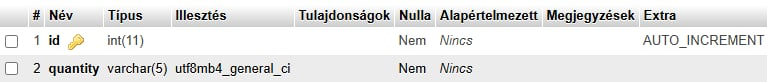 # Név Típus Illesztés Tulajdonságok Nulla Alapértelmezett Megjegyzések Extra
1 id int(11) Nem Nincs AUTO_INCREMENT
2 quantity varchar(5) utf8mb4_general_ci Nem Nincs